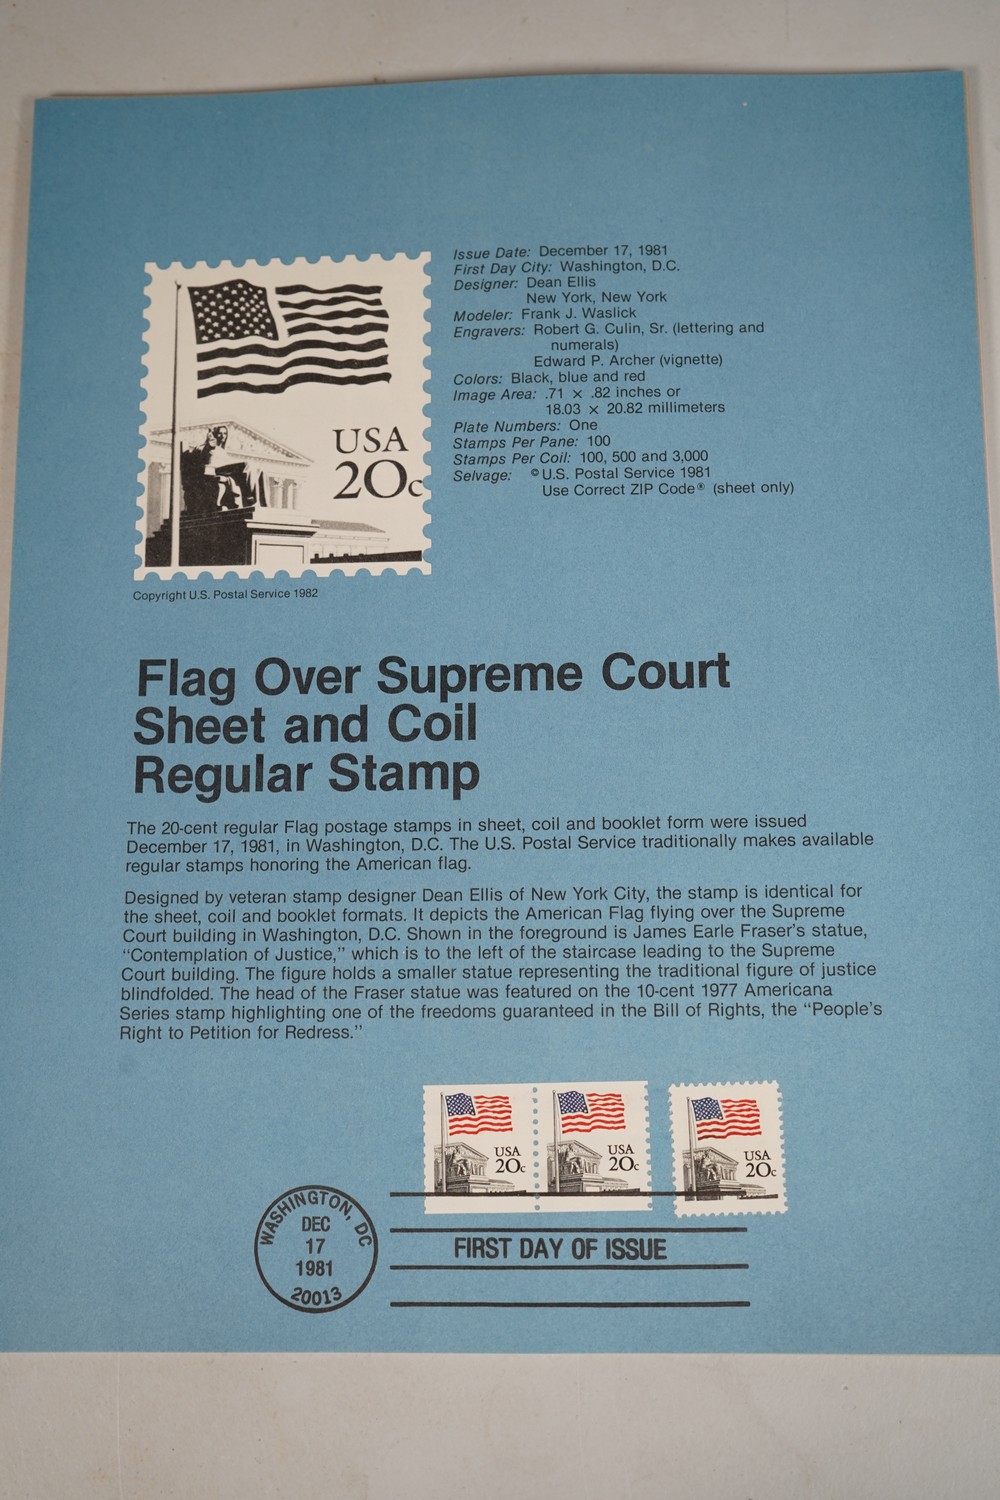 USA
20c
Copyright U.S. Postal Service 1982
Issue Date: December 17, 1981
First Day City: Washington, D.C.
Designer: Dean Ellis
New York, New York
Modeler: Frank J. Waslick
Engravers: Robert G. Culin, Sr. (lettering and
numerals)
Edward P. Archer (vignette)
Colors: Black, blue and red
Image Area: .71 × .82 inches or
18.03 × 20.82 millimeters
Plate Numbers: One
Stamps Per Pane: 100
Stamps Per Coil: 100, 500 and 3,000
Selvage: ©U.S. Postal Service 1981
Use Correct ZIP Code® (sheet only)
Flag Over Supreme Court
Sheet and Coil
Regular Stamp
The 20-cent regular Flag postage stamps in sheet, coil and booklet form were issued
December 17, 1981, in Washington, D.C. The U.S. Postal Service traditionally makes available
regular stamps honoring the American flag.
Designed by veteran stamp designer Dean Ellis of New York City, the stamp is identical for
the sheet, coil and booklet formats. It depicts the American Flag flying over the Supreme
Court building in Washington, D.C. Shown in the foreground is James Earle Fraser's statue,
"Contemplation of Justice," which is to the left of the staircase leading to the Supreme
Court building. The figure holds a smaller statue representing the traditional figure of justice
blindfolded. The head of the Fraser statue was featured on the 10-cent 1977 Americana
Series stamp highlighting one of the freedoms guaranteed in the Bill of Rights, the "People's
Right to Petition for Redress."
USA
20c
USA
20c
USA
20c
WASHINGTON, DC
DEC
17
1981
20013
FIRST DAY OF ISSUE